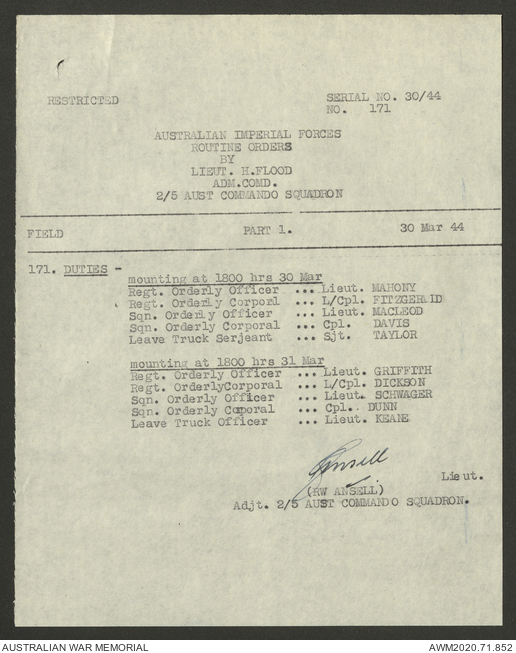 RESTRICTED
SERIAL NO. 30/44
NO. 171
AUSTRALIAN IMPERIAL FORCES
ROUTINE ORDERS
BY
LIEUT. H.FLOOD
ADM.COMD.
2/5 AUST COMMANDO SQUADRON
FIELD PART 1. 30 Mar 44
171. DUTIES -
mounting at 1800 hrs 30 Mar
Regt. Orderly Officer ... Lieut. MAHONY
Regt. Orderly Corporl ... L/Cpl. FITZGERALD
Sqn. Orderly Officer ... Lieut. MACLEOD
Sqn. Orderly Corporal ... Cpl. DAVIS
Leave Truck Serjeant ... Sjt. TAYLOR
mounting at 1800 hrs 31 Mar
Regt. Orderly Officer ... Lieut. GRIFFITH
Regt. OrderlyCorporal ... L/Cpl. DICKSON
Sqn. Orderly Officer ... Lieut. SCHWAGER
Sqn. Orderly Corporal ... Cpl. DUNN
Leave Truck Officer ... Lieut. KEANE
Ansell
Lieut.
(RW ANSELL)
Adjt. 2/5 AUST COMMANDO SQUADRON.
AUSTRALIAN WAR MEMORIAL AWM2020.71.852